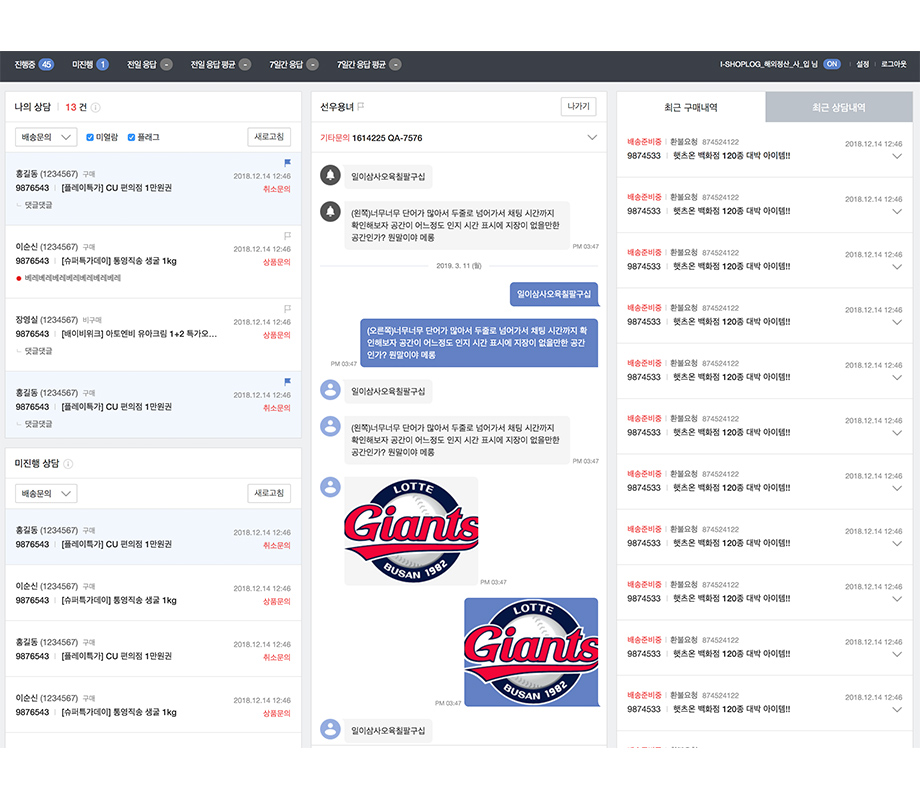 진행중 45 미진행 1 전일 응답 - 전일 응답 평균 - 7일간 응답 - 7일간 응답 평균 -
I-SHOPLOG_해외정산_사_입 님 ON 설정 로그아웃
나의 상담 13 건
배송문의 미열람 플래그 새로고침
홍길동 (1234567) 구매
2018.12.14 12:46
9876543 [플레이특가] CU 편의점 1만원권 취소문의
댓글댓글
이순신 (1234567) 구매
2018.12.14 12:46
9876543 [슈퍼특가데이] 통영직송 생굴 1kg 상품문의
베레베레베레베레베레베레베레
장영실 (1234567) 비구매
2018.12.14 12:46
9876543 [베이비위크] 아토엔비 유아크림 1+2 특가오... 상품문의
댓글댓글
홍길동 (1234567) 구매
2018.12.14 12:46
9876543 [플레이특가] CU 편의점 1만원권 취소문의
댓글댓글
미진행 상담
배송문의 새로고침
홍길동 (1234567) 구매
2018.12.14 12:46
9876543 [플레이특가] CU 편의점 1만원권 취소문의
이순신 (1234567) 구매
2018.12.14 12:46
9876543 [슈퍼특가데이] 통영직송 생굴 1kg 상품문의
홍길동 (1234567) 구매
2018.12.14 12:46
9876543 [플레이특가] CU 편의점 1만원권 취소문의
이순신 (1234567) 구매
2018.12.14 12:46
9876543 [슈퍼특가데이] 통영직송 생굴 1kg 상품문의
선우용녀 나가기
기타문의 1614225 QA-7576
일이삼사오육칠팔구십
(왼쪽)너무너무 단어가 많아서 두줄로 넘어가서 채팅 시간까지
확인해보자 공간이 어느정도 인지 시간 표시에 지장이 없을만한
공간인가? 뭔말이야 메롱
PM 03:47
2019. 3. 11 (월)
일이삼사오육칠팔구십
(오른쪽)너무너무 단어가 많아서 두줄로 넘어가서 채팅 시간까지 확
인해보자 공간이 어느정도 인지 시간 표시에 지장이 없을만한 공간
인가? 뭔말이야 메롱
PM 03:47
일이삼사오육칠팔구십
(왼쪽)너무너무 단어가 많아서 두줄로 넘어가서 채팅 시간까지
확인해보자 공간이 어느정도 인지 시간 표시에 지장이 없을만한
공간인가? 뭔말이야 메롱
PM 03:47
LOTTE
Giants
BUSAN 1982
PM 03:47
LOTTE
Giants
BUSAN 1982
PM 03:47
일이삼사오육칠팔구십
최근 구매내역 최근 상담내역
배송준비중 환불요청 874524122 2018.12.14 12:46
9874533 햇츠온 백화점 120종 대박 아이템!!
배송준비중 환불요청 874524122 2018.12.14 12:46
9874533 햇츠온 백화점 120종 대박 아이템!!
배송준비중 환불요청 874524122 2018.12.14 12:46
9874533 햇츠온 백화점 120종 대박 아이템!!
배송준비중 환불요청 874524122 2018.12.14 12:46
9874533 햇츠온 백화점 120종 대박 아이템!!
배송준비중 환불요청 874524122 2018.12.14 12:46
9874533 햇츠온 백화점 120종 대박 아이템!!
배송준비중 환불요청 874524122 2018.12.14 12:46
9874533 햇츠온 백화점 120종 대박 아이템!!
배송준비중 환불요청 874524122 2018.12.14 12:46
9874533 햇츠온 백화점 120종 대박 아이템!!
배송준비중 환불요청 874524122 2018.12.14 12:46
9874533 햇츠온 백화점 120종 대박 아이템!!
배송준비중 환불요청 874524122 2018.12.14 12:46
9874533 햇츠온 백화점 120종 대박 아이템!!
배송준비중 환불요청 874524122 2018.12.14 12:46
9874533 햇츠온 백화점 120종 대박 아이템!!
배송준비중 환불요청 874524122 2018.12.14 12:46
9874533 햇츠온 백화점 120종 대박 아이템!!